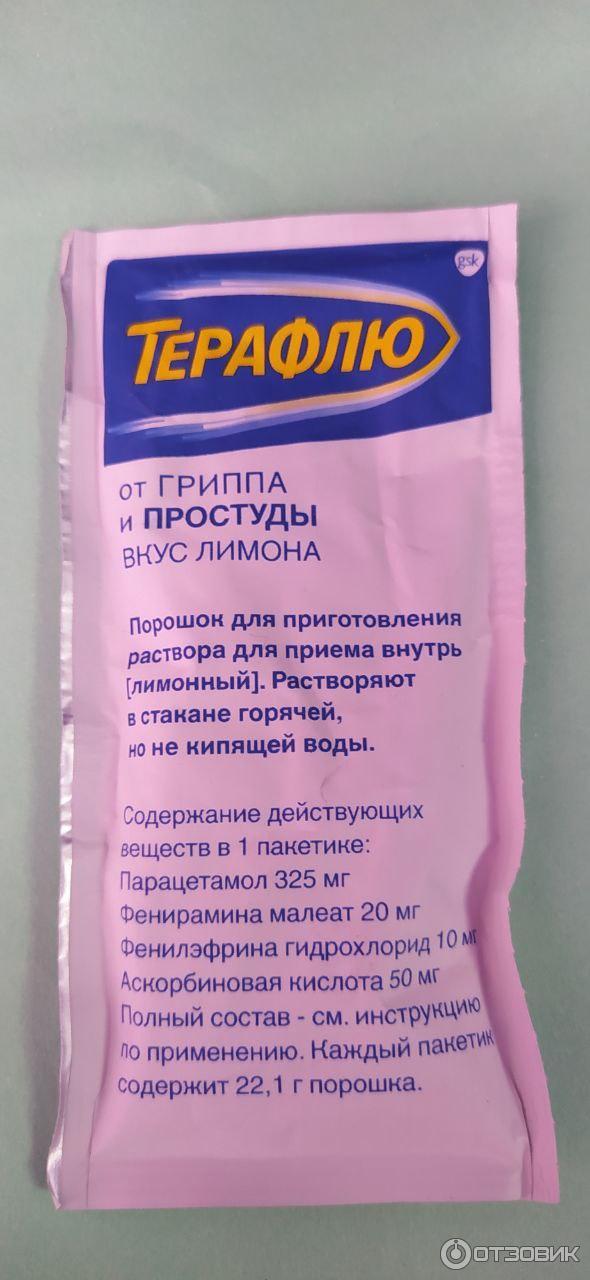 gsk
ТЕРАФЛЮ
от ГРИППА
и ПРОСТУДЫ
ВКУС ЛИМОНА
Порошок для приготовления
раствора для приема внутрь
[лимонный]. Растворяют
в стакане горячей,
но не кипящей воды.
Содержание действующих
веществ в 1 пакетике:
Парацетамол 325 мг
Фенирамина малеат 20 мг
Фенилэфрина гидрохлорид 10 мг
Аскорбиновая кислота 50 мг
Полный состав - см. инструкцию
по применению. Каждый пакетик
содержит 22,1 г порошка.
ОТЗОВИК